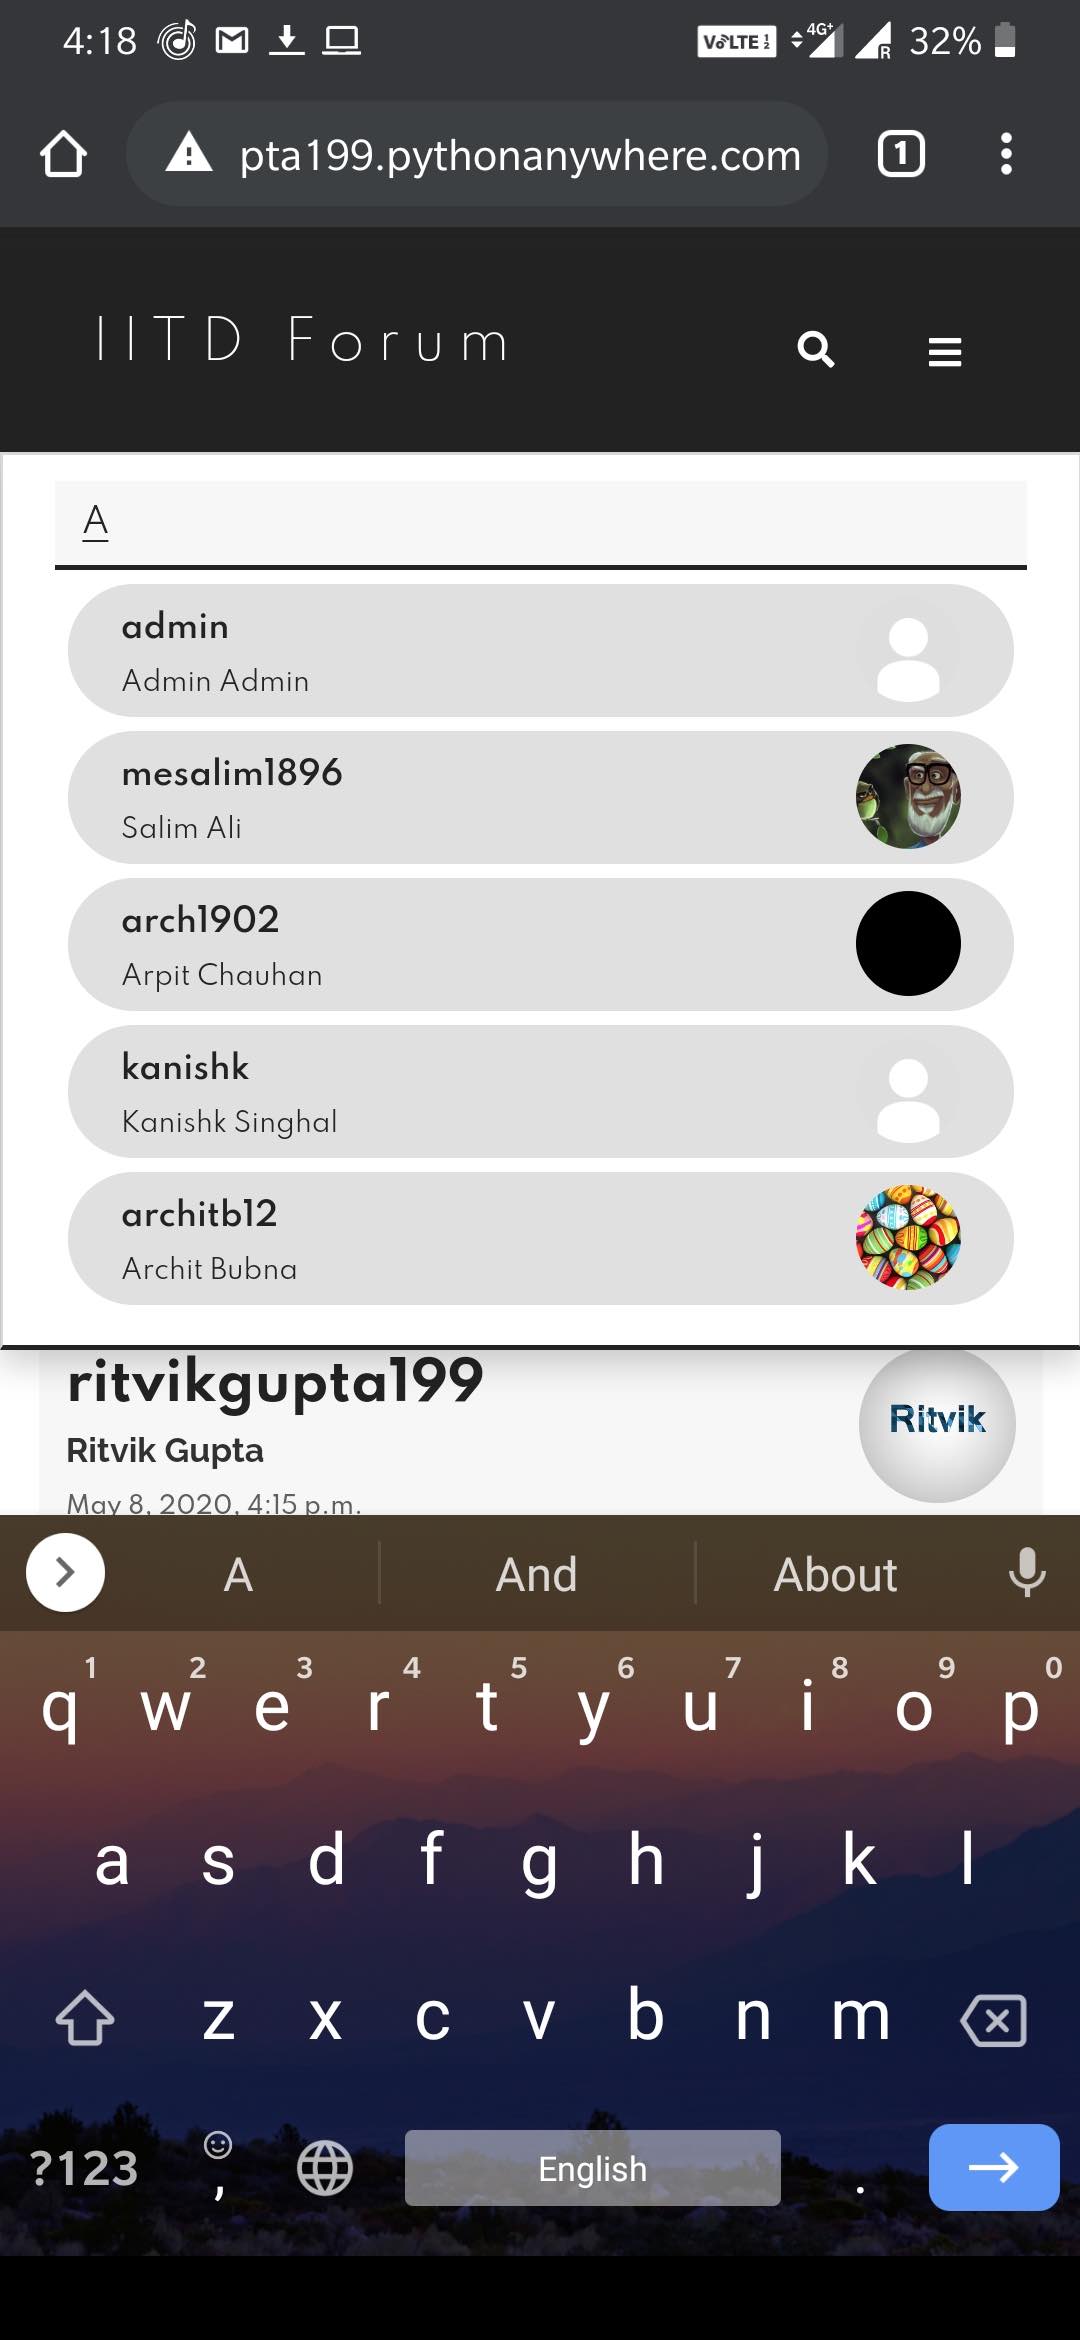 4:18 VoLTE 1 2 4G+ R 32%
pta199.pythonanywhere.com 1
IITD Forum
A
admin
Admin Admin
mesalim1896
Salim Ali
arch1902
Arpit Chauhan
kanishk
Kanishk Singhal
architb12
Archit Bubna
ritvikgupta199
Ritvik
Ritvik Gupta
May 8, 2020, 4:15 p.m.
A And About
1 2 3 4 5 6 7 8 9 0
q w e r t y u i o p
a s d f g h j k l
z x c v b n m
?123 , English .